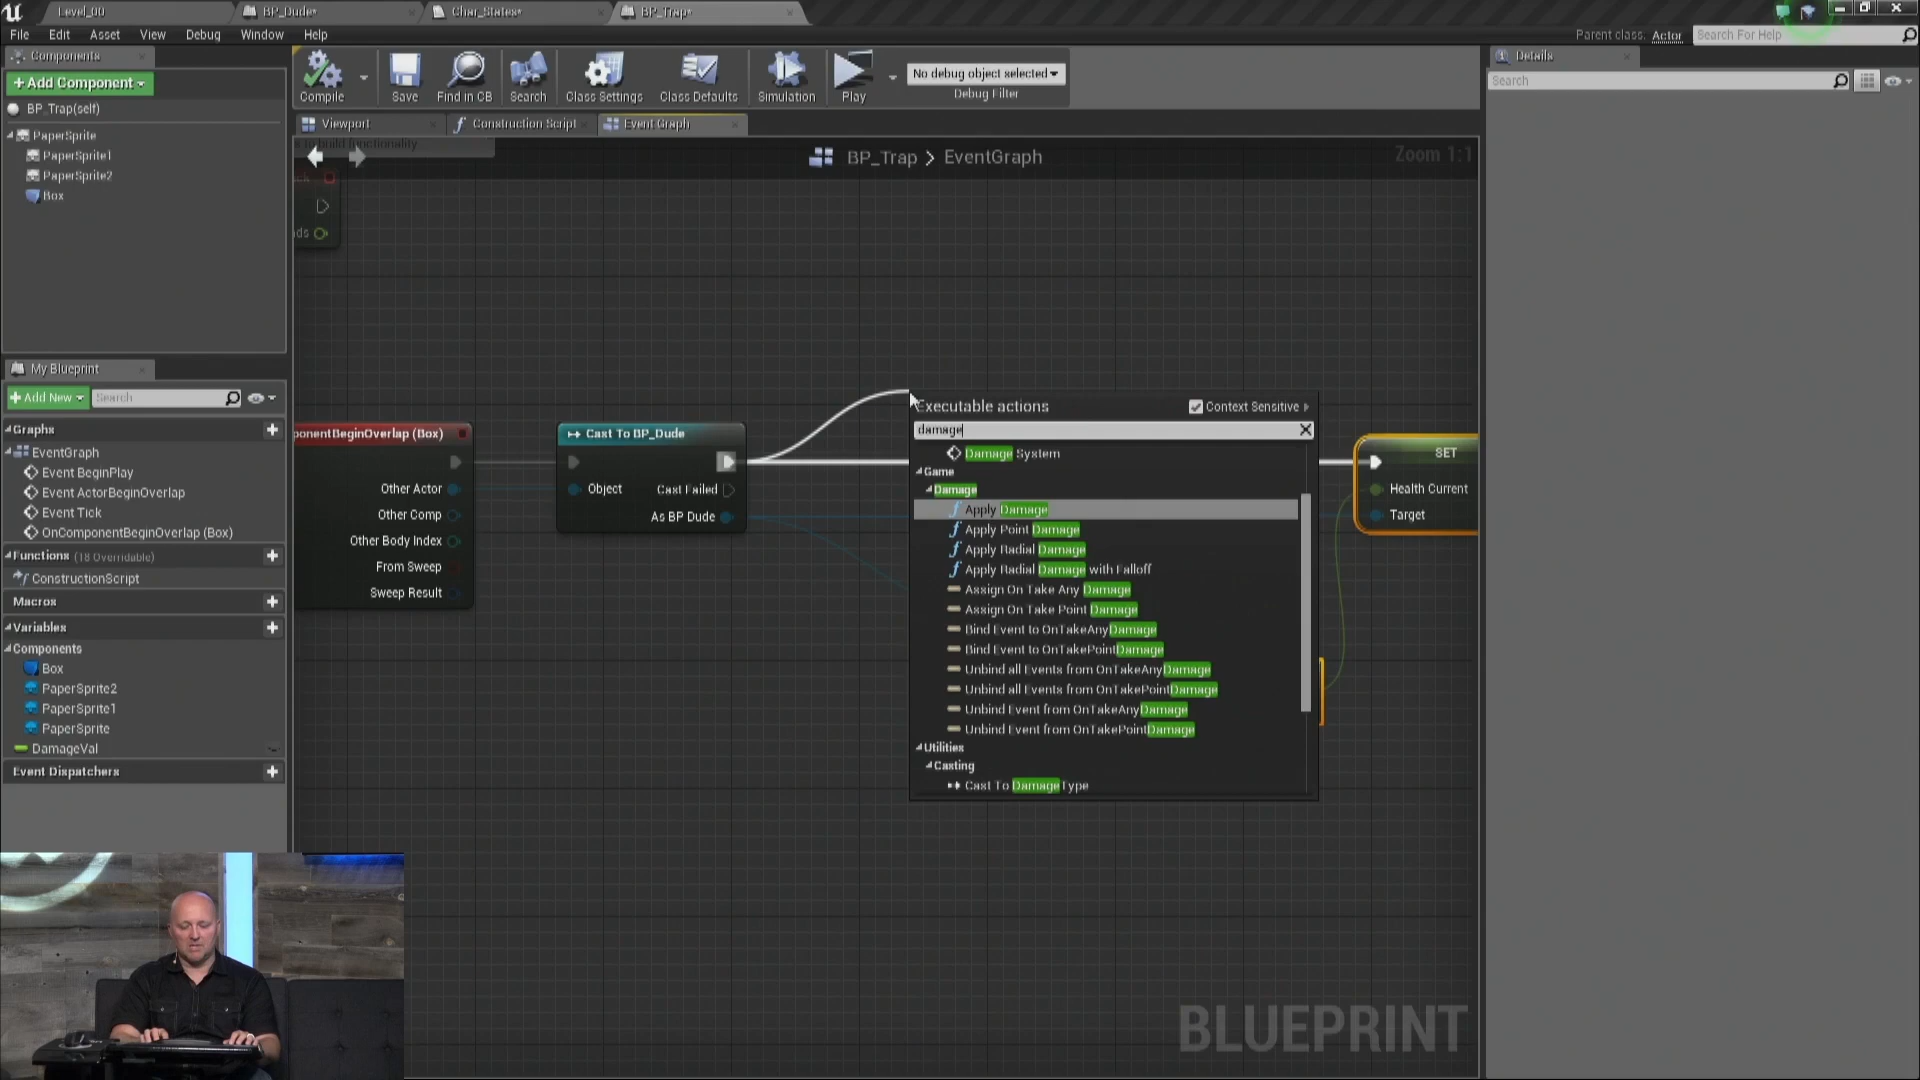 Level_00
BP_Dude*
Char_States*
BP_Trap*
File Edit Asset View Debug Window Help
Parent class: Actor
Search For Help
Components
+Add Component
BP_Trap(self)
PaperSprite
PaperSprite1
PaperSprite2
Box
Compile
Save
Find in CB
Search
Class Settings
Class Defaults
Simulation
Play
No debug object selected
Debug Filter
Details
Search
Viewport
Construction Script
Event Graph
to build functionality
BP_Trap > EventGraph
Zoom 1:1
ds
My Blueprint
+Add New
Search
Graphs
EventGraph
Event BeginPlay
Event ActorBeginOverlap
Event Tick
OnComponentBeginOverlap (Box)
Functions (18 Overridable)
ConstructionScript
Macros
Variables
Components
Box
PaperSprite2
PaperSprite1
PaperSprite
DamageVal
Event Dispatchers
ponentBeginOverlap (Box)
Other Actor
Other Comp
Other Body Index
From Sweep
Sweep Result
Cast To BP_Dude
Object
Cast Failed
As BP Dude
Executable actions
Context Sensitive
damage
Damage System
Game
Damage
Apply Damage
Apply Point Damage
Apply Radial Damage
Apply Radial Damage with Falloff
Assign On Take Any Damage
Assign On Take Point Damage
Bind Event to OnTakeAnyDamage
Bind Event to OnTakePointDamage
Unbind all Events from OnTakeAnyDamage
Unbind all Events from OnTakePointDamage
Unbind Event from OnTakeAnyDamage
Unbind Event from OnTakePointDamage
Utilities
Casting
Cast To DamageType
SET
Health Current
Target
BLUEPRINT